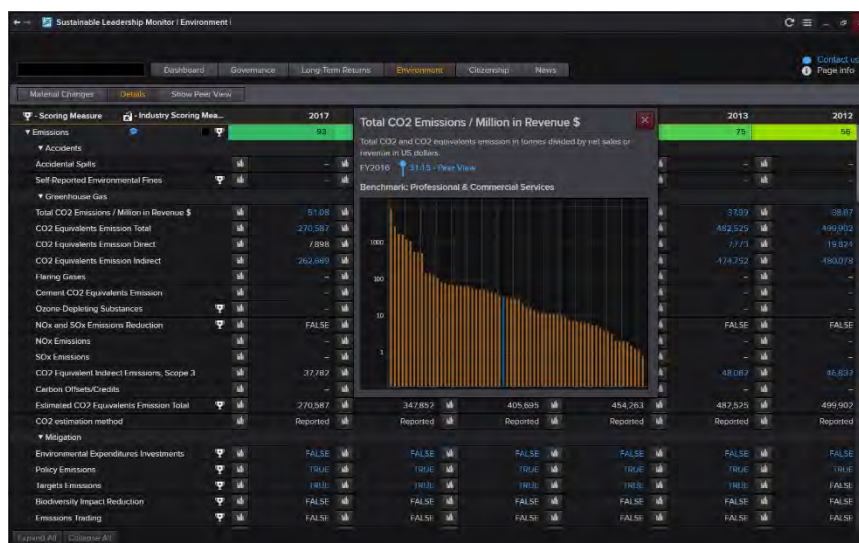 Sustainable Leadership Monitor | Environment |
Contact us
Page info
Dashboard Governance Long-Term Returns Environment Citizenship News
Material Changes Details Show Peer View
- Scoring Measure - Industry Scoring Mea... 2017 2013 2012
Emissions 93 75 56
Accidents
Accidental Spills – –
Self-Reported Environmental Fines – –
Greenhouse Gas
Total CO2 Emissions / Million in Revenue $ 51.08 37.99 38.07
CO2 Equivalents Emission Total 270,587 482,525 499,902
CO2 Equivalents Emission Direct 7,898 7,773 19,824
CO2 Equivalents Emission Indirect 262,689 474,752 480,078
Flaring Gases – –
Cement CO2 Equivalents Emission – –
Ozone-Depleting Substances – –
NOx and SOx Emissions Reduction FALSE FALSE FALSE
NOx Emissions – –
SOx Emissions – –
CO2 Equivalent Indirect Emissions, Scope 3 37,782 48,067
Carbon Offsets/Credits – –
Estimated CO2 Equivalents Emission Total 270,587 347,852 405,695 454,263 482,525 499,902
CO2 estimation method Reported Reported Reported Reported Reported Reported
Mitigation
Environmental Expenditures Investments FALSE FALSE FALSE FALSE FALSE FALSE
Policy Emissions TRUE TRUE TRUE TRUE TRUE TRUE
Targets Emissions TRUE TRUE TRUE TRUE TRUE FALSE
Biodiversity Impact Reduction FALSE FALSE FALSE FALSE FALSE FALSE
Emissions Trading FALSE FALSE FALSE FALSE FALSE FALSE
Expand All Collapse All
Total CO2 Emissions / Million in Revenue $
Total CO2 and CO2 equivalents emission in tonnes divided by net sales or
revenue in US dollars.
FY2016 31.15 - Peer View
Benchmark: Professional & Commercial Services
1000
100
10
1